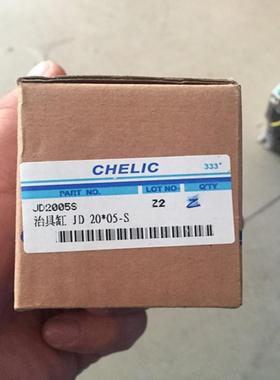 CHELIC
333+
PART NO. LOT NO Q'TY
JD2005S Z2 Z
治具缸 JD 20*05-S